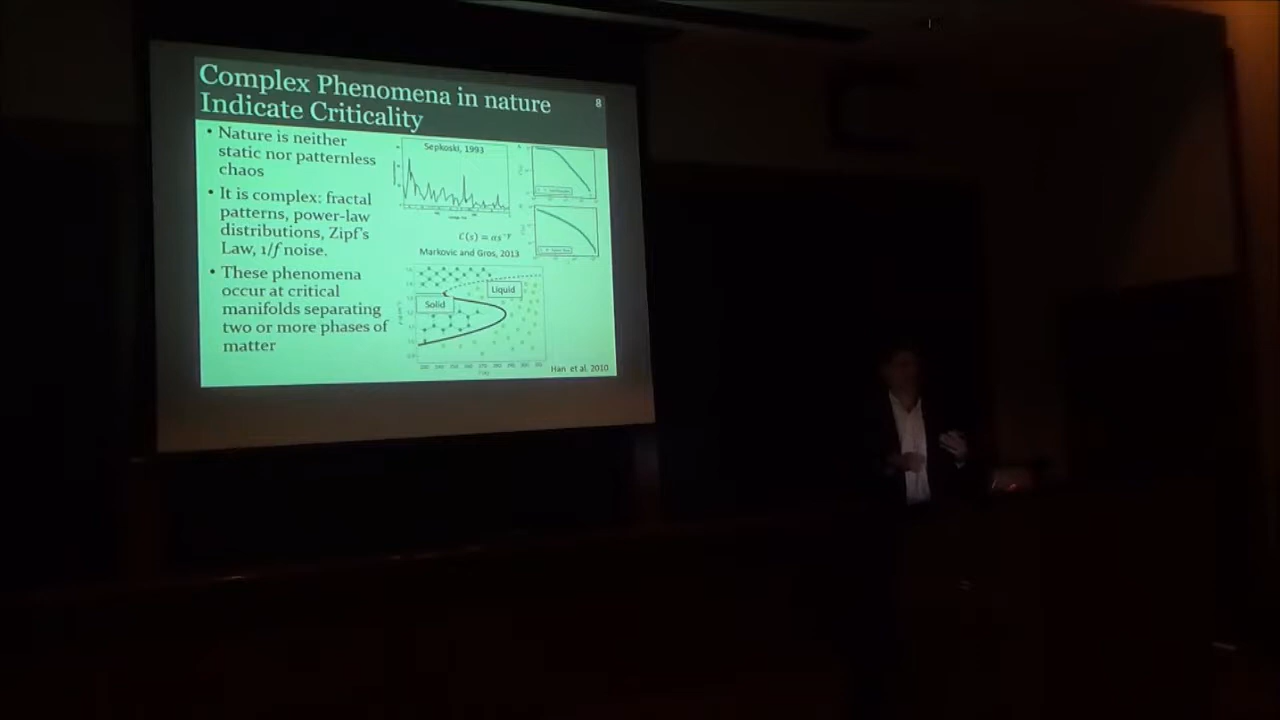 Complex Phenomena in nature
Indicate Criticality
8
• Nature is neither
static nor patternless
chaos
• It is complex: fractal
patterns, power-law
distributions, Zipf's
Law, 1/f noise.
• These phenomena
occur at critical
manifolds separating
two or more phases of
matter
Sepkoski, 1993
C(s) = αs⁻ᵞ
Markovic and Gros, 2013
Liquid
Solid
Han et al. 2010